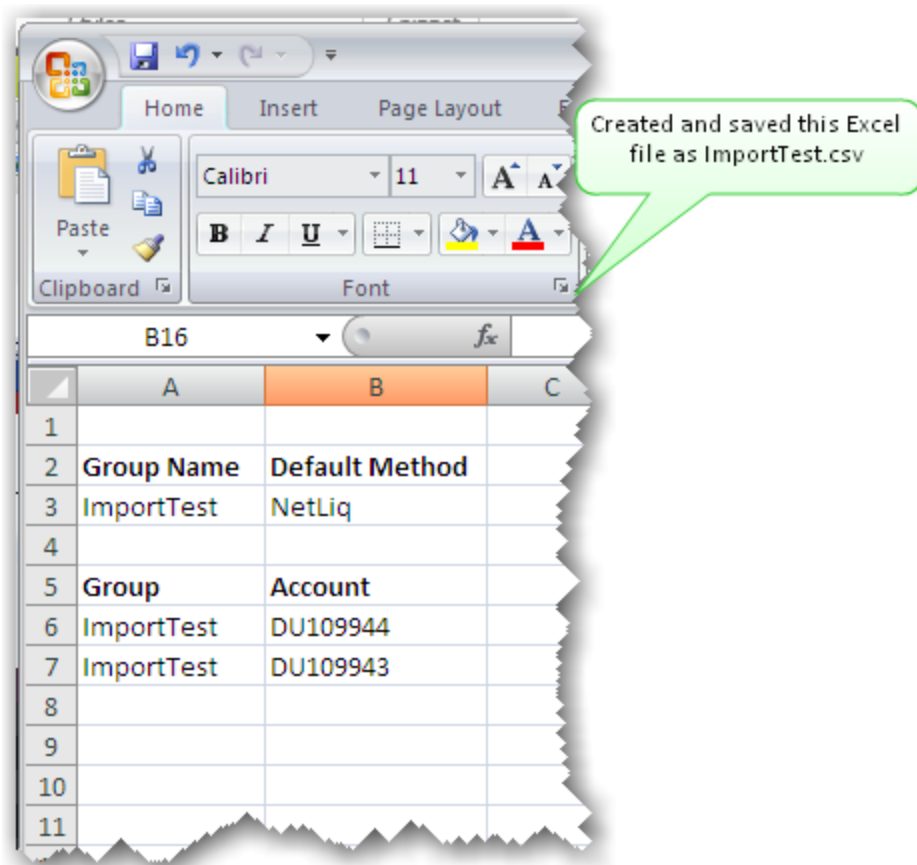 Home Insert Page Layout
Created and saved this Excel
file as ImportTest.csv
Calibri 11 A A
Paste
B I U A
Clipboard Font
B16 fx
A B C
1
2 Group Name Default Method
3 ImportTest NetLiq
4
5 Group Account
6 ImportTest DU109944
7 ImportTest DU109943
8
9
10
11